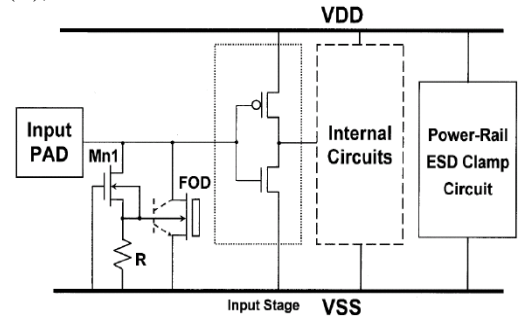 VDD
Input
PAD
Mn1
FOD
R
Internal
Circuits
Power-Rail
ESD Clamp
Circuit
Input Stage
VSS